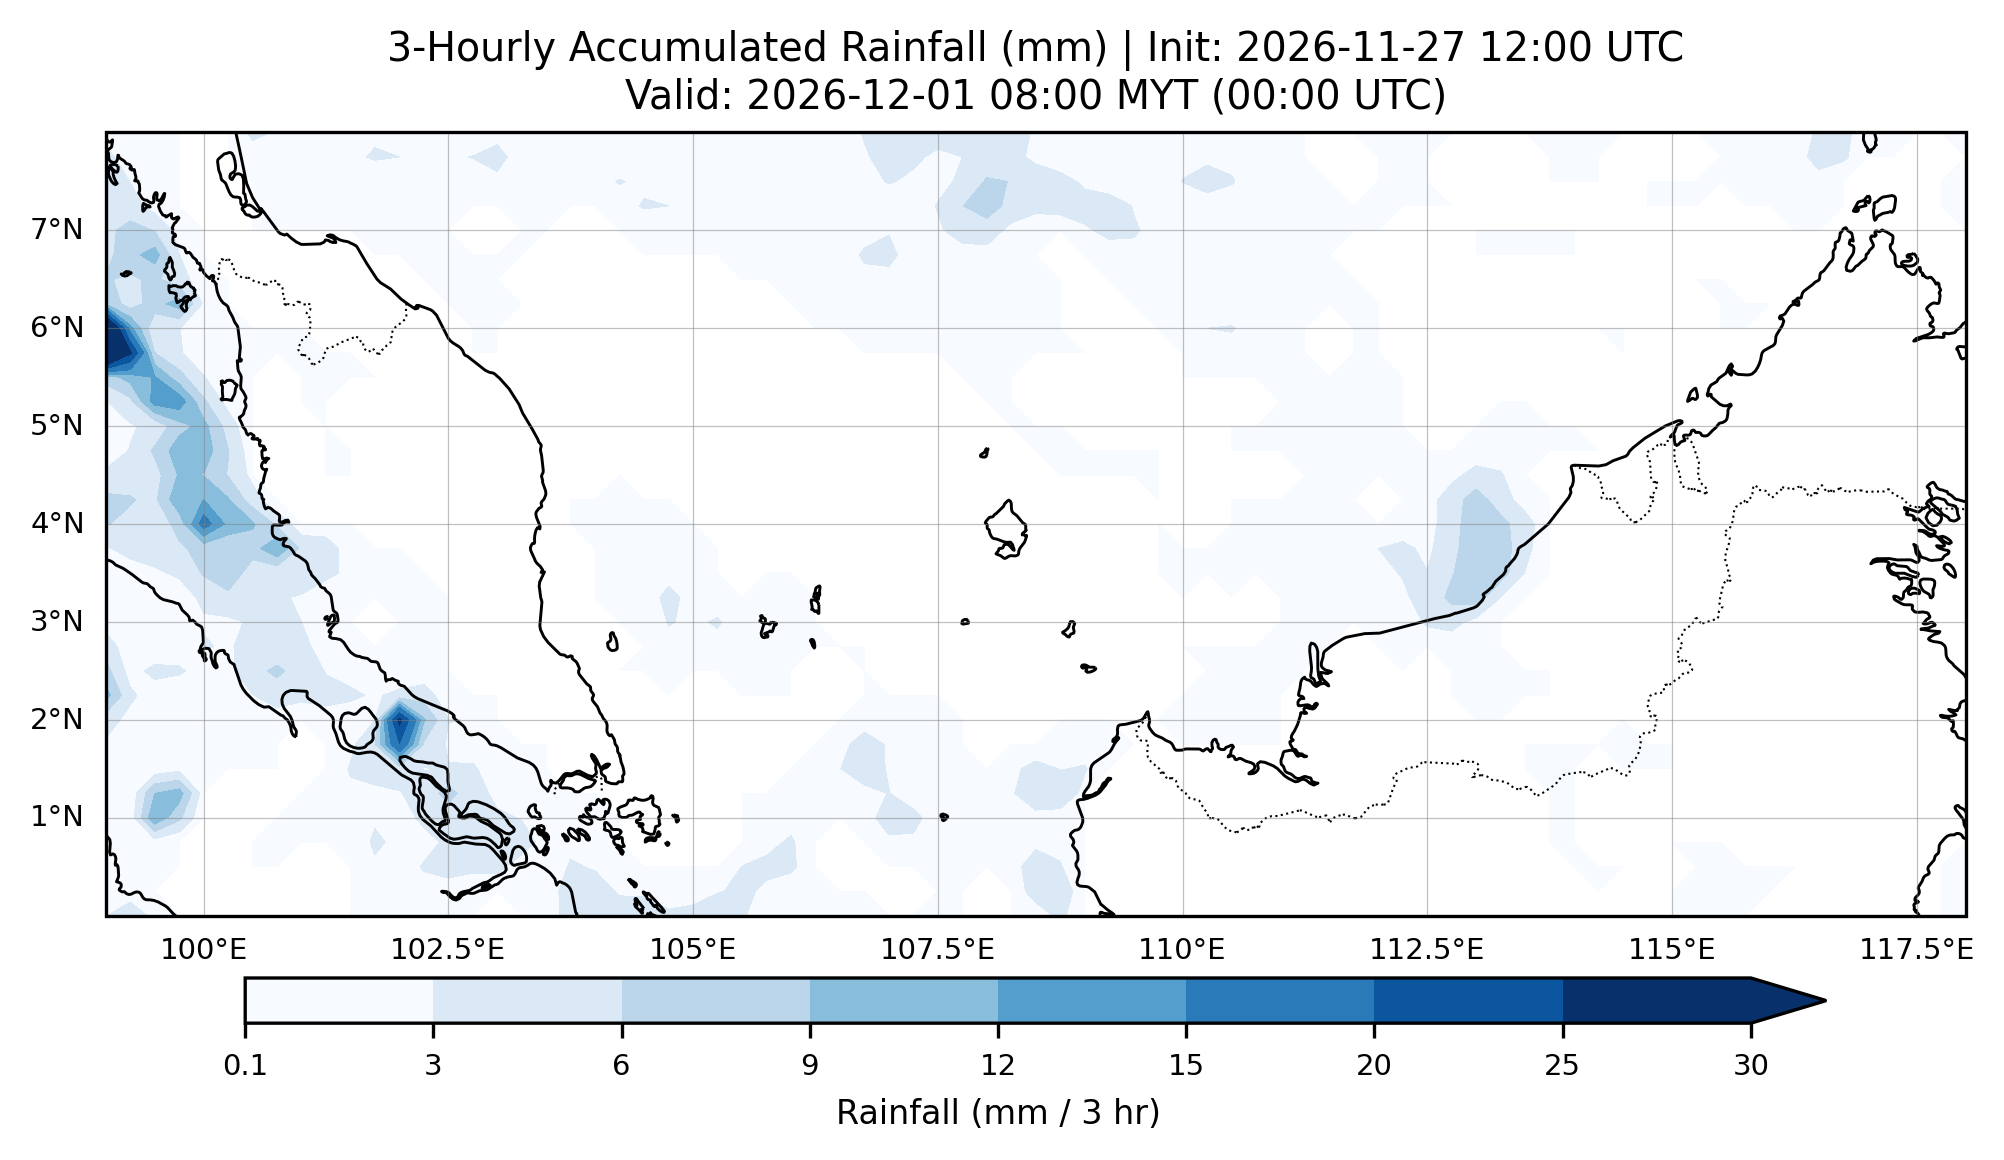 3-Hourly Accumulated Rainfall (mm) | Init: 2026-11-27 12:00 UTC
Valid: 2026-12-01 08:00 MYT (00:00 UTC)
7°N
6°N
5°N
4°N
3°N
2°N
1°N
100°E 102.5°E 105°E 107.5°E 110°E 112.5°E 115°E 117.5°E
0.1 3 6 9 12 15 20 25 30
Rainfall (mm / 3 hr)